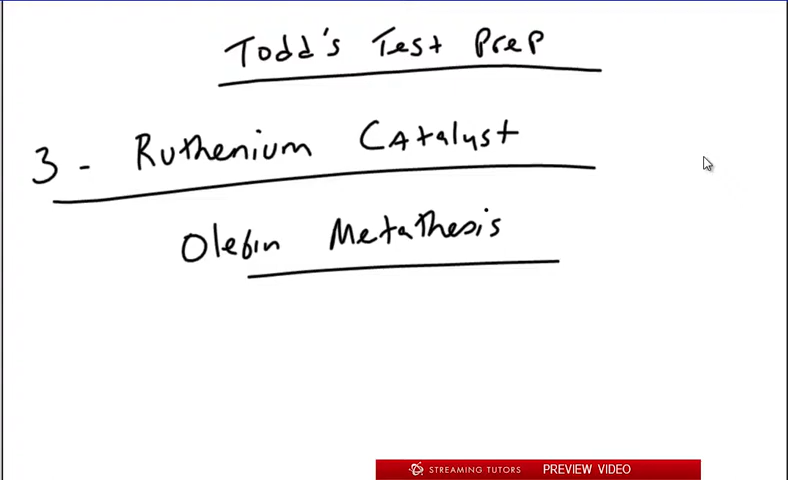 Todd's Test Prep
3 - Ruthenium Catalyst
Olefin Metathesis
STREAMING TUTORS PREVIEW VIDEO